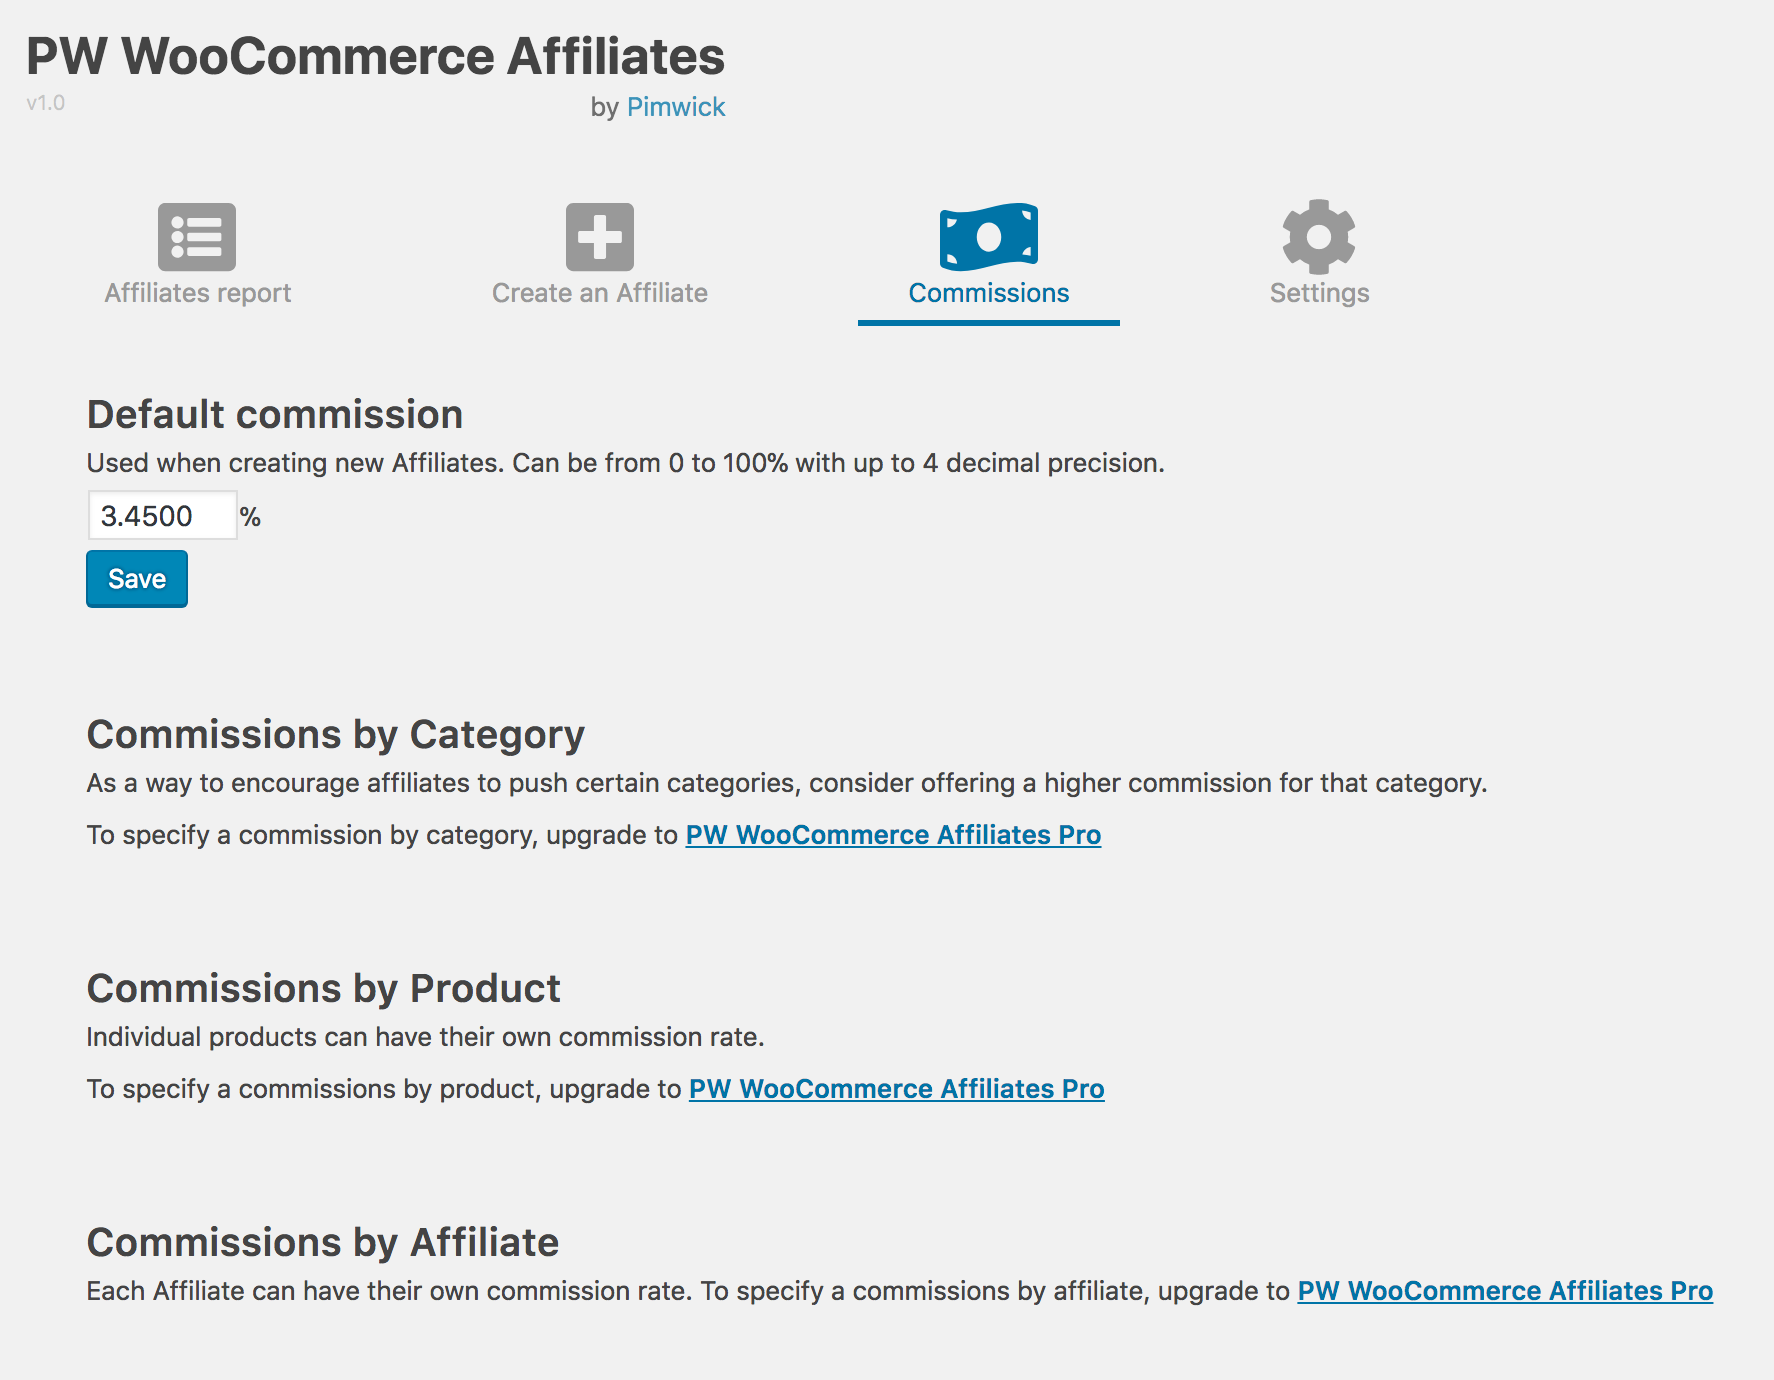 PW WooCommerce Affiliates
v1.0
by Pimwick
Affiliates report
Create an Affiliate
Commissions
Settings
Default commission
Used when creating new Affiliates. Can be from 0 to 100% with up to 4 decimal precision.
3.4500 %
Save
Commissions by Category
As a way to encourage affiliates to push certain categories, consider offering a higher commission for that category.
To specify a commission by category, upgrade to PW WooCommerce Affiliates Pro
Commissions by Product
Individual products can have their own commission rate.
To specify a commissions by product, upgrade to PW WooCommerce Affiliates Pro
Commissions by Affiliate
Each Affiliate can have their own commission rate. To specify a commissions by affiliate, upgrade to PW WooCommerce Affiliates Pro